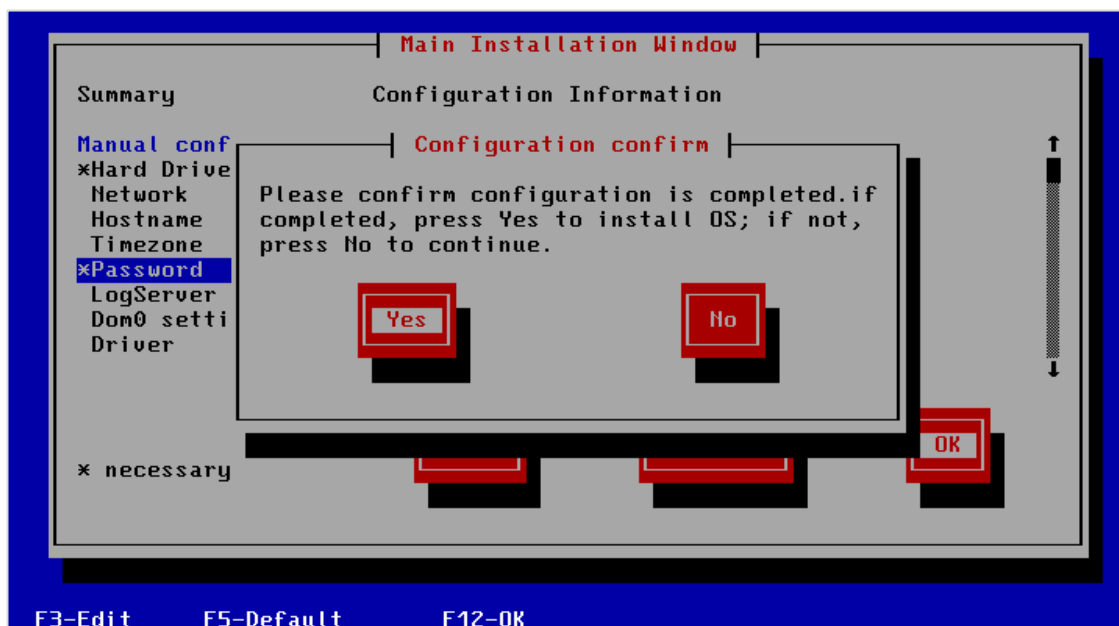 Main Installation Window
Summary Configuration Information
Manual conf
Configuration confirm
*Hard Drive
Network
Hostname
Timezone
*Password
LogServer
Dom0 setti
Driver
Please confirm configuration is completed.if
completed, press Yes to install OS; if not,
press No to continue.
Yes No
OK
* necessary
F3-Edit F5-Default F12-OK